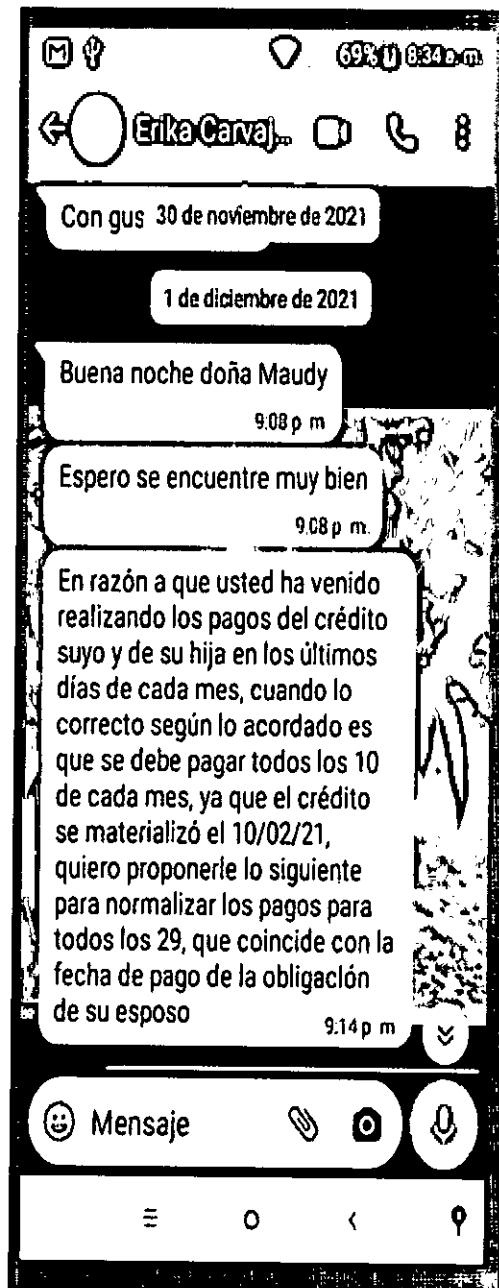 69% 8:34 a. m.
Erika Carvaj...
Con gus 30 de noviembre de 2021
1 de diciembre de 2021
Buena noche doña Maudy
9:08 p m
Espero se encuentre muy bien
9.08 p m.
En razón a que usted ha venido
realizando los pagos del crédito
suyo y de su hija en los últimos
días de cada mes, cuando lo
correcto según lo acordado es
que se debe pagar todos los 10
de cada mes, ya que el crédito
se materializó el 10/02/21,
quiero proponerle lo siguiente
para normalizar los pagos para
todos los 29, que coincide con la
fecha de pago de la obligación
de su esposo
9.14 p m
Mensaje